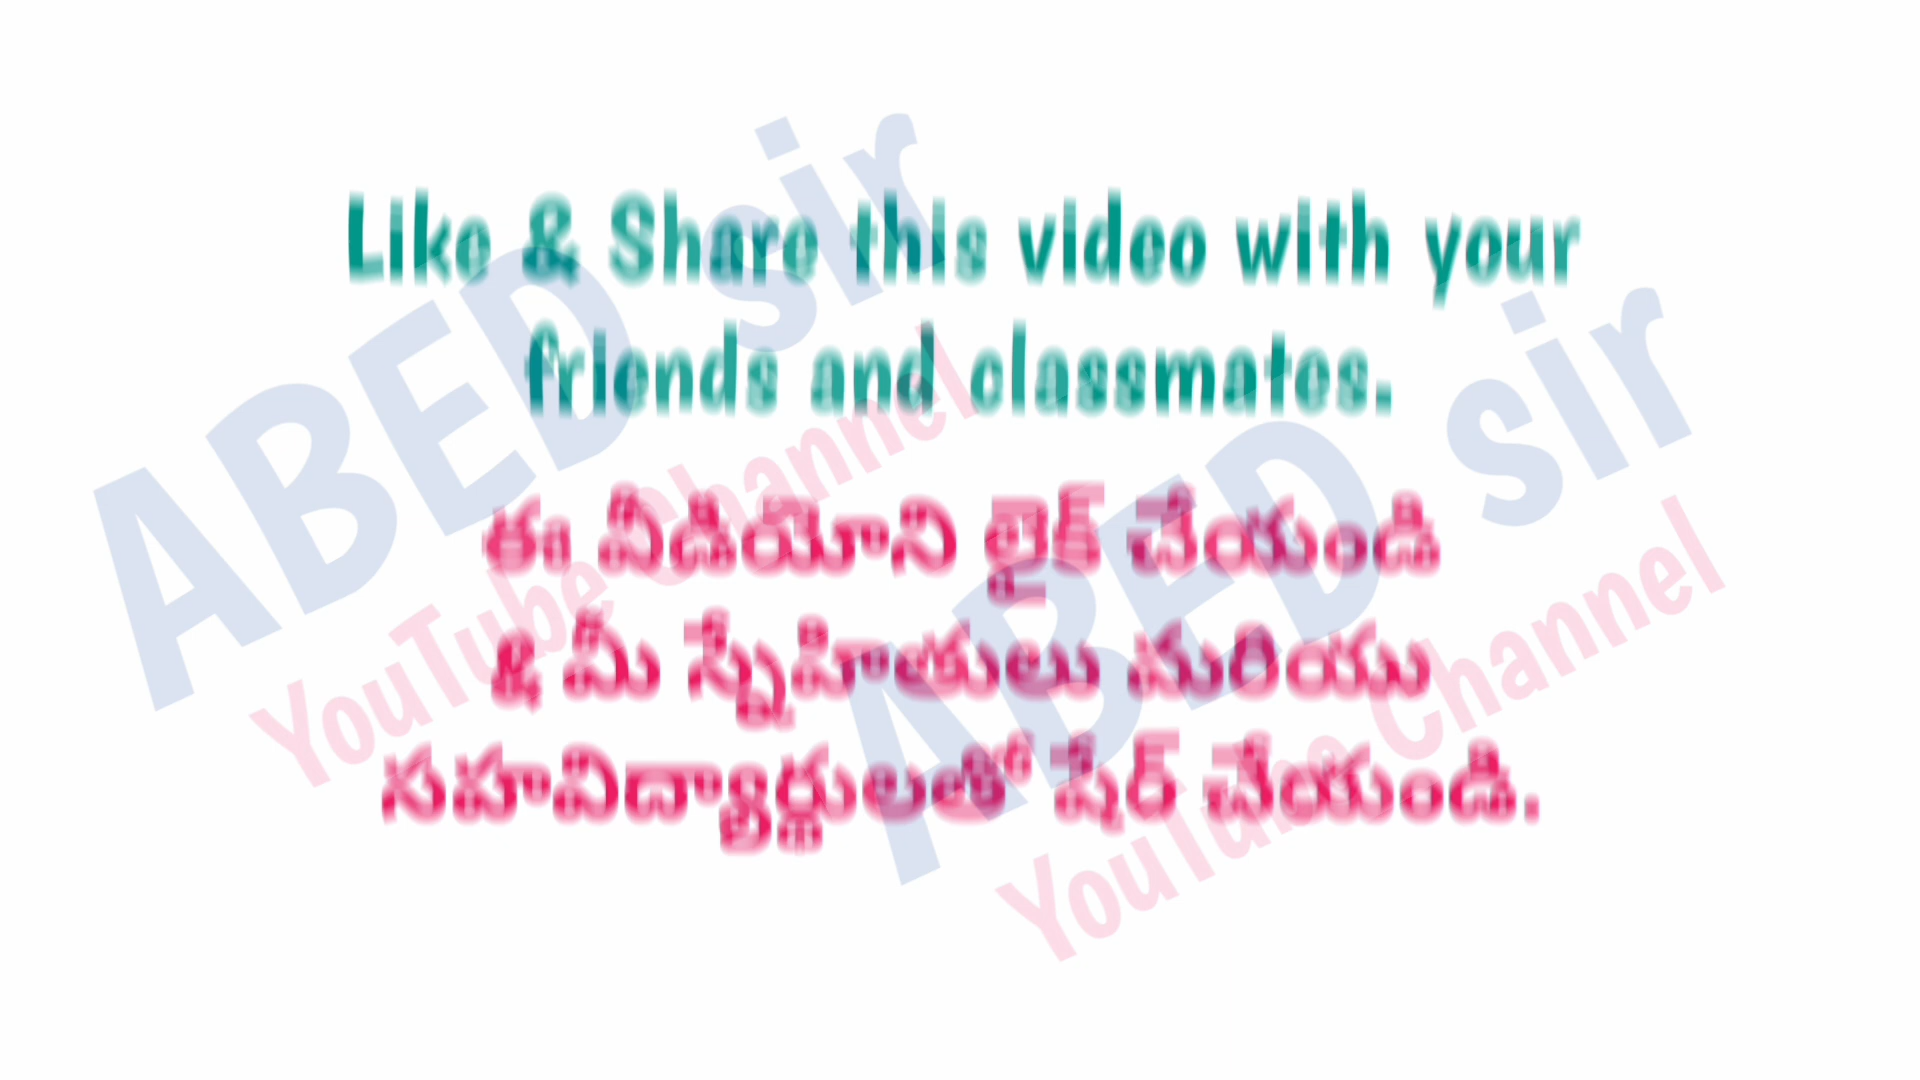 Like & Share this video with your
friends and classmates.
ఈ వీడియోని లైక్ చేయండి
& మీ స్నేహితులు మరియు
సహవిద్యార్థులతో షేర్ చేయండి.
ABED sir
YouTube Channel
ABED sir
YouTube Channel